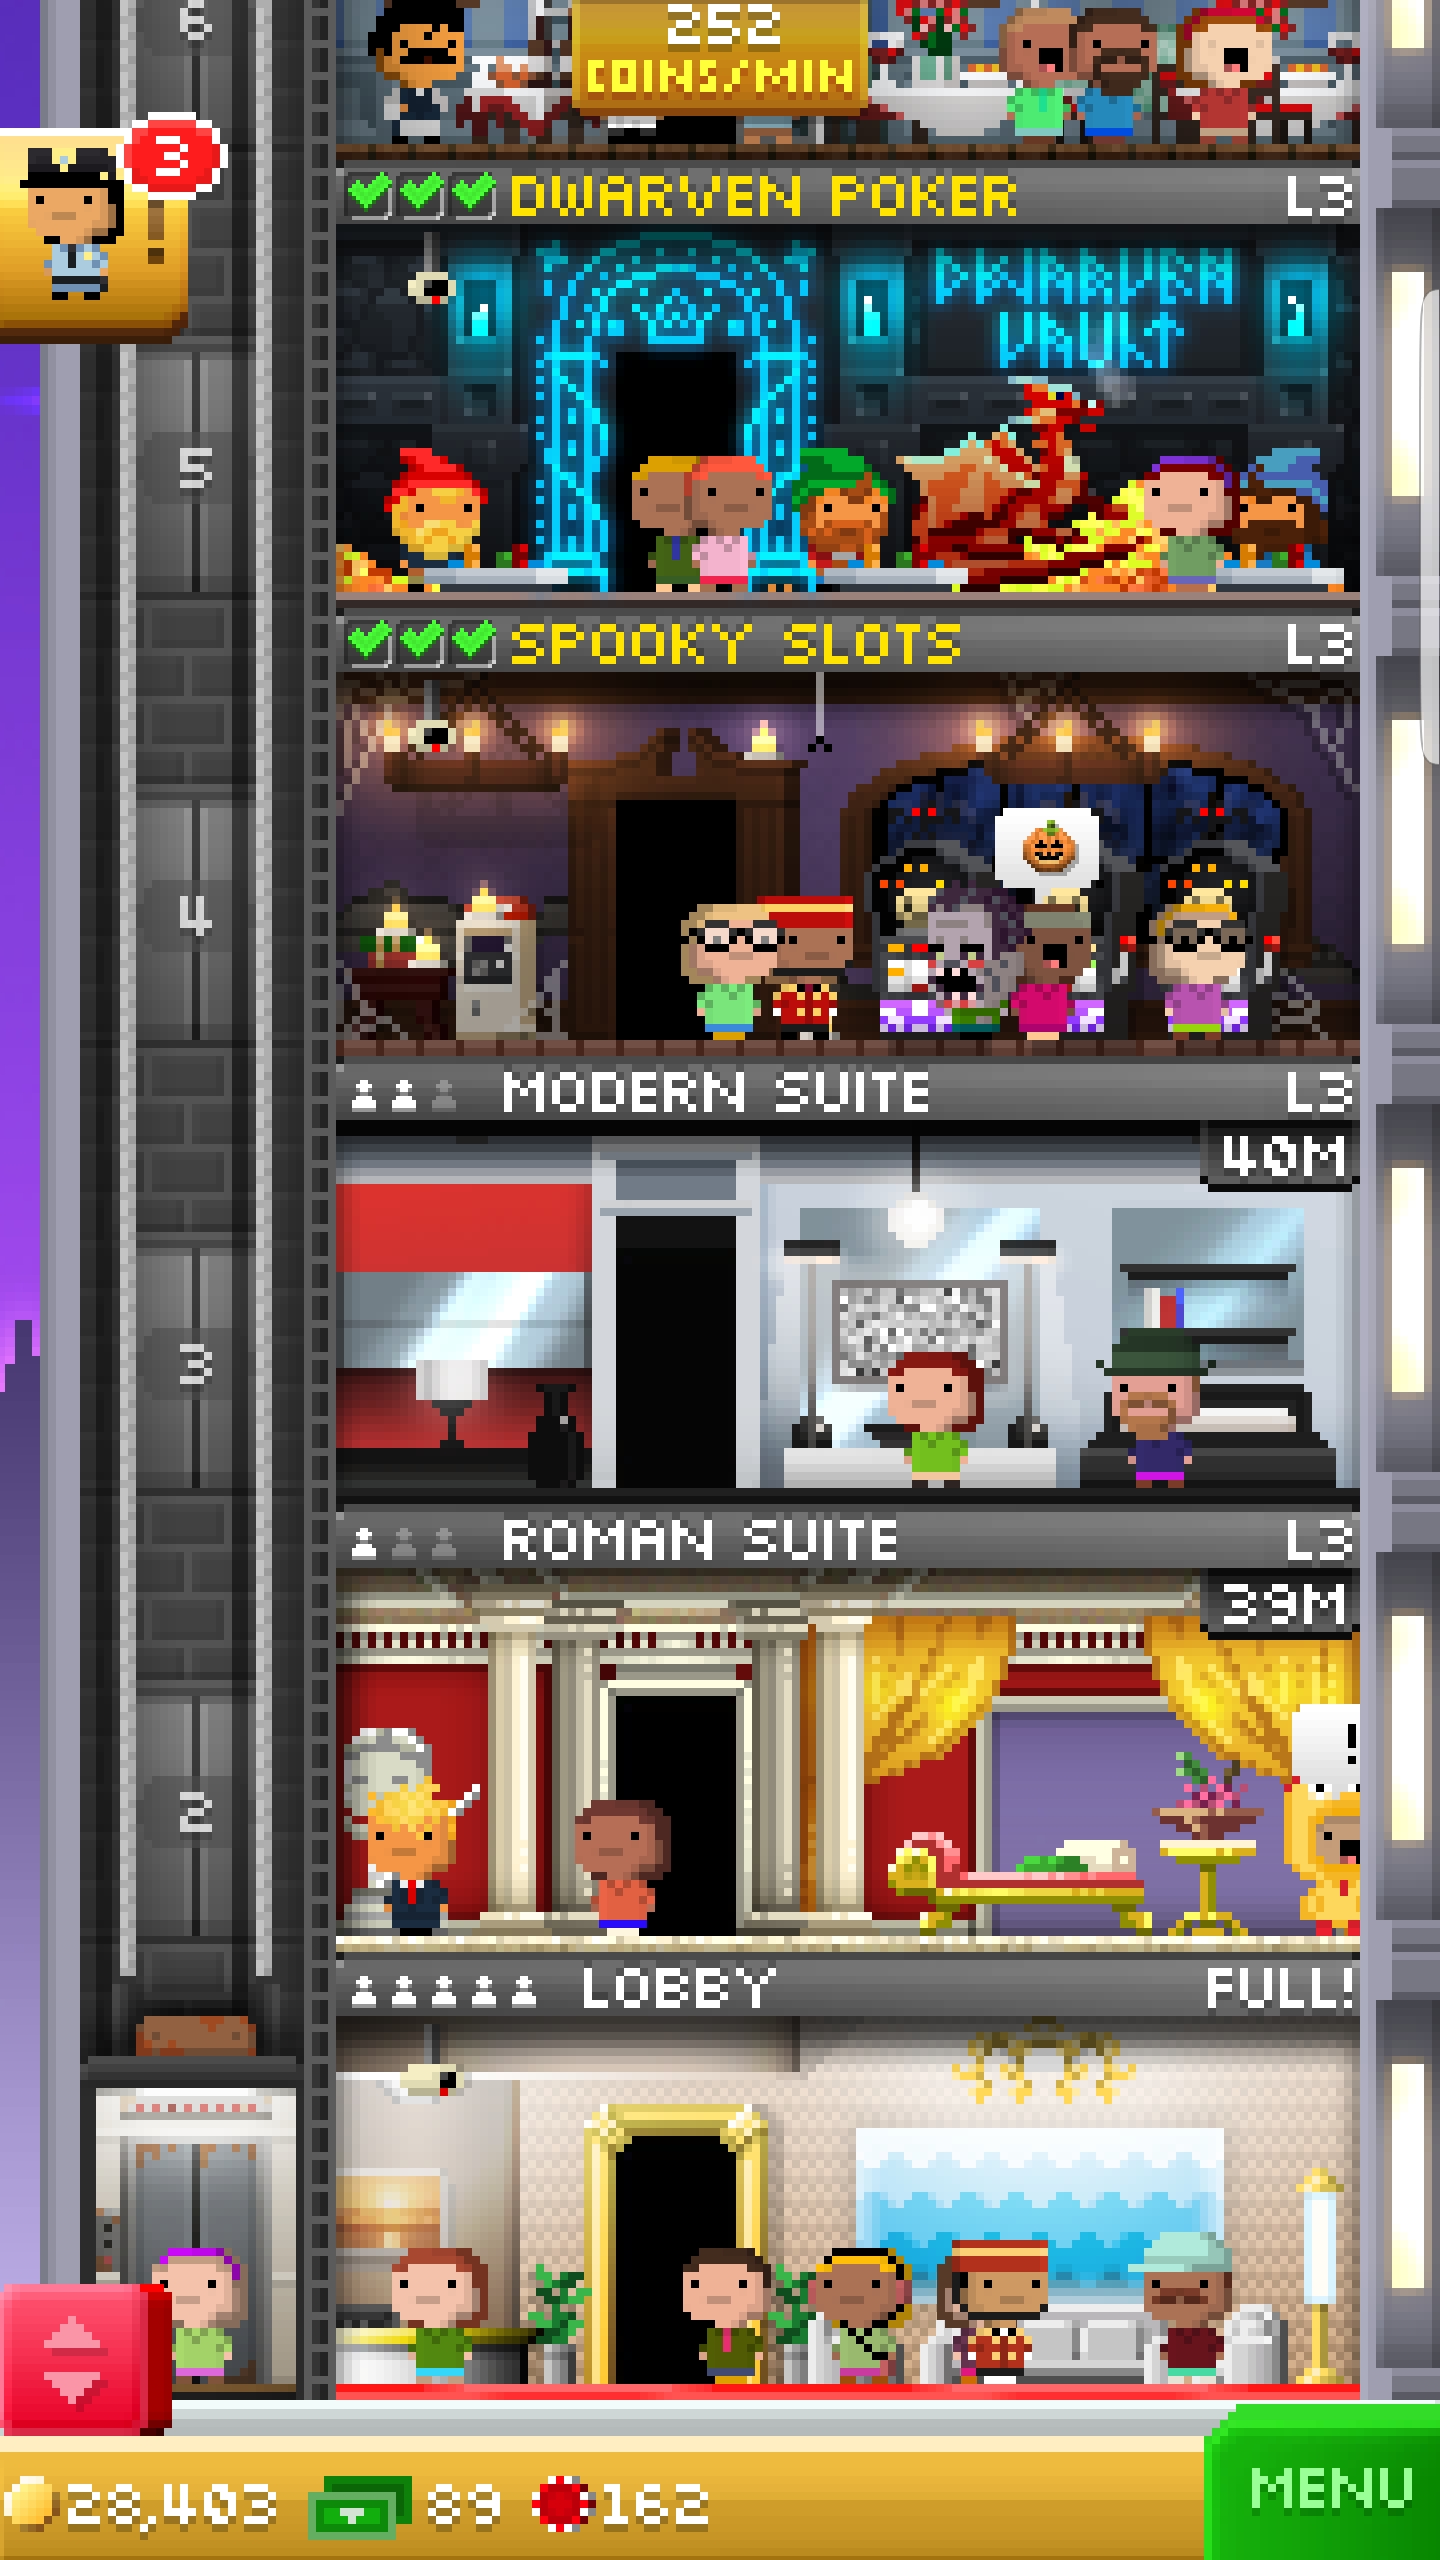 6
252
COINS/MIN
3
!
DWARVEN POKER L3
DWARVEN
VAULT
5
SPOOKY SLOTS L3
4
MODERN SUITE L3
40M
3
ROMAN SUITE L3
39M
!
2
LOBBY FULL!
28,403 89 162
MENU